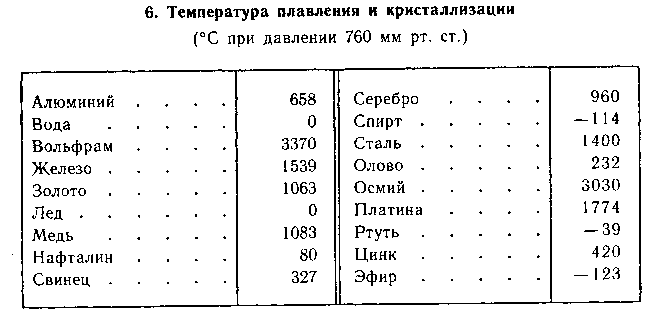 6. Температура плавления и кристаллизации
(°С при давлении 760 мм рт. ст.)
Алюминий . . . . 658 Серебро . . . . 960
Вода . . . . . 0 Спирт . . . . . —114
Вольфрам . . . . 3370 Сталь . . . . . 1400
Железо . . . . . 1539 Олово . . . . . 232
Золото . . . . . 1063 Осмий . . . . . 3030
Лед . . . . . . 0 Платина . . . . 1774
Медь . . . . . 1083 Ртуть . . . . . —39
Нафталин . . . . 80 Цинк . . . . . 420
Свинец . . . . . 327 Эфир . . . . . —123